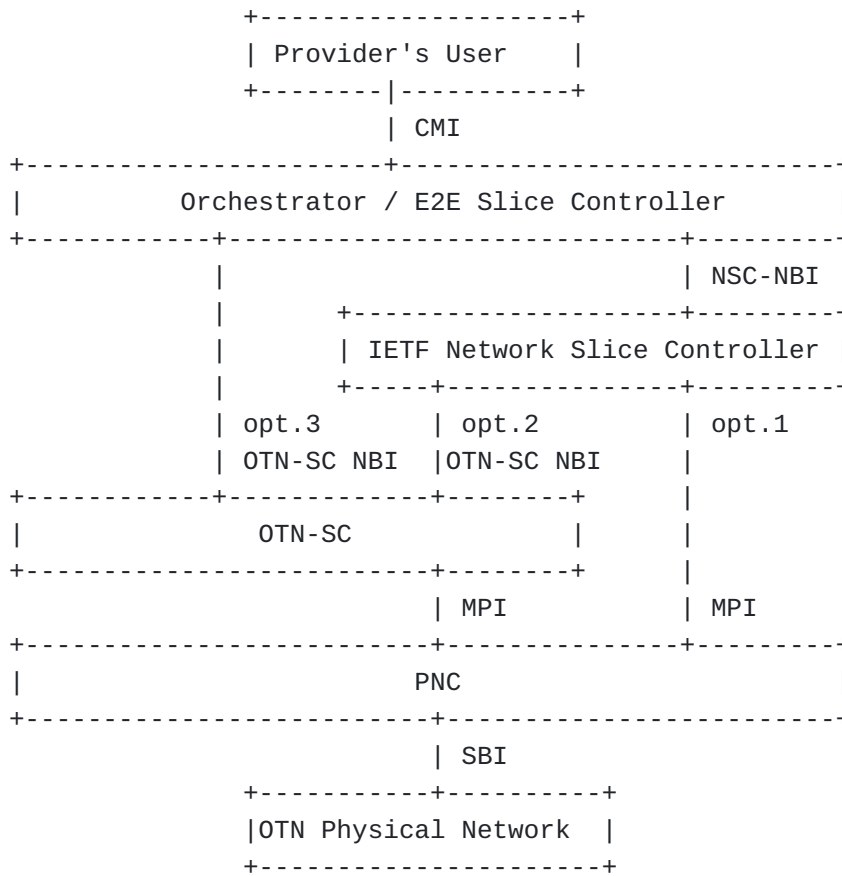 Provider's User
CMI
Orchestrator / E2E Slice Controller
NSC-NBI
IETF Network Slice Controller
opt.3 opt.2 opt.1
OTN-SC NBI OTN-SC NBI
OTN-SC
MPI MPI
PNC
SBI
OTN Physical Network